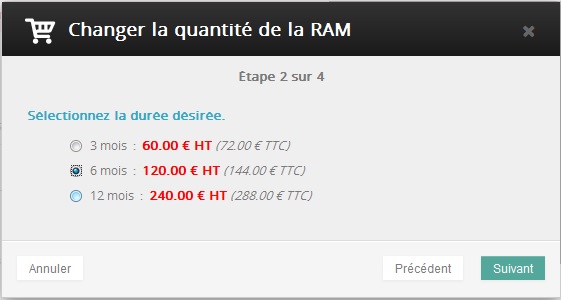 Changer la quantité de la RAM
Étape 2 sur 4
Sélectionnez la durée désirée.
3 mois : 60.00 € HT (72.00 € TTC)
6 mois : 120.00 € HT (144.00 € TTC)
12 mois : 240.00 € HT (288.00 € TTC)
Annuler Précédent Suivant